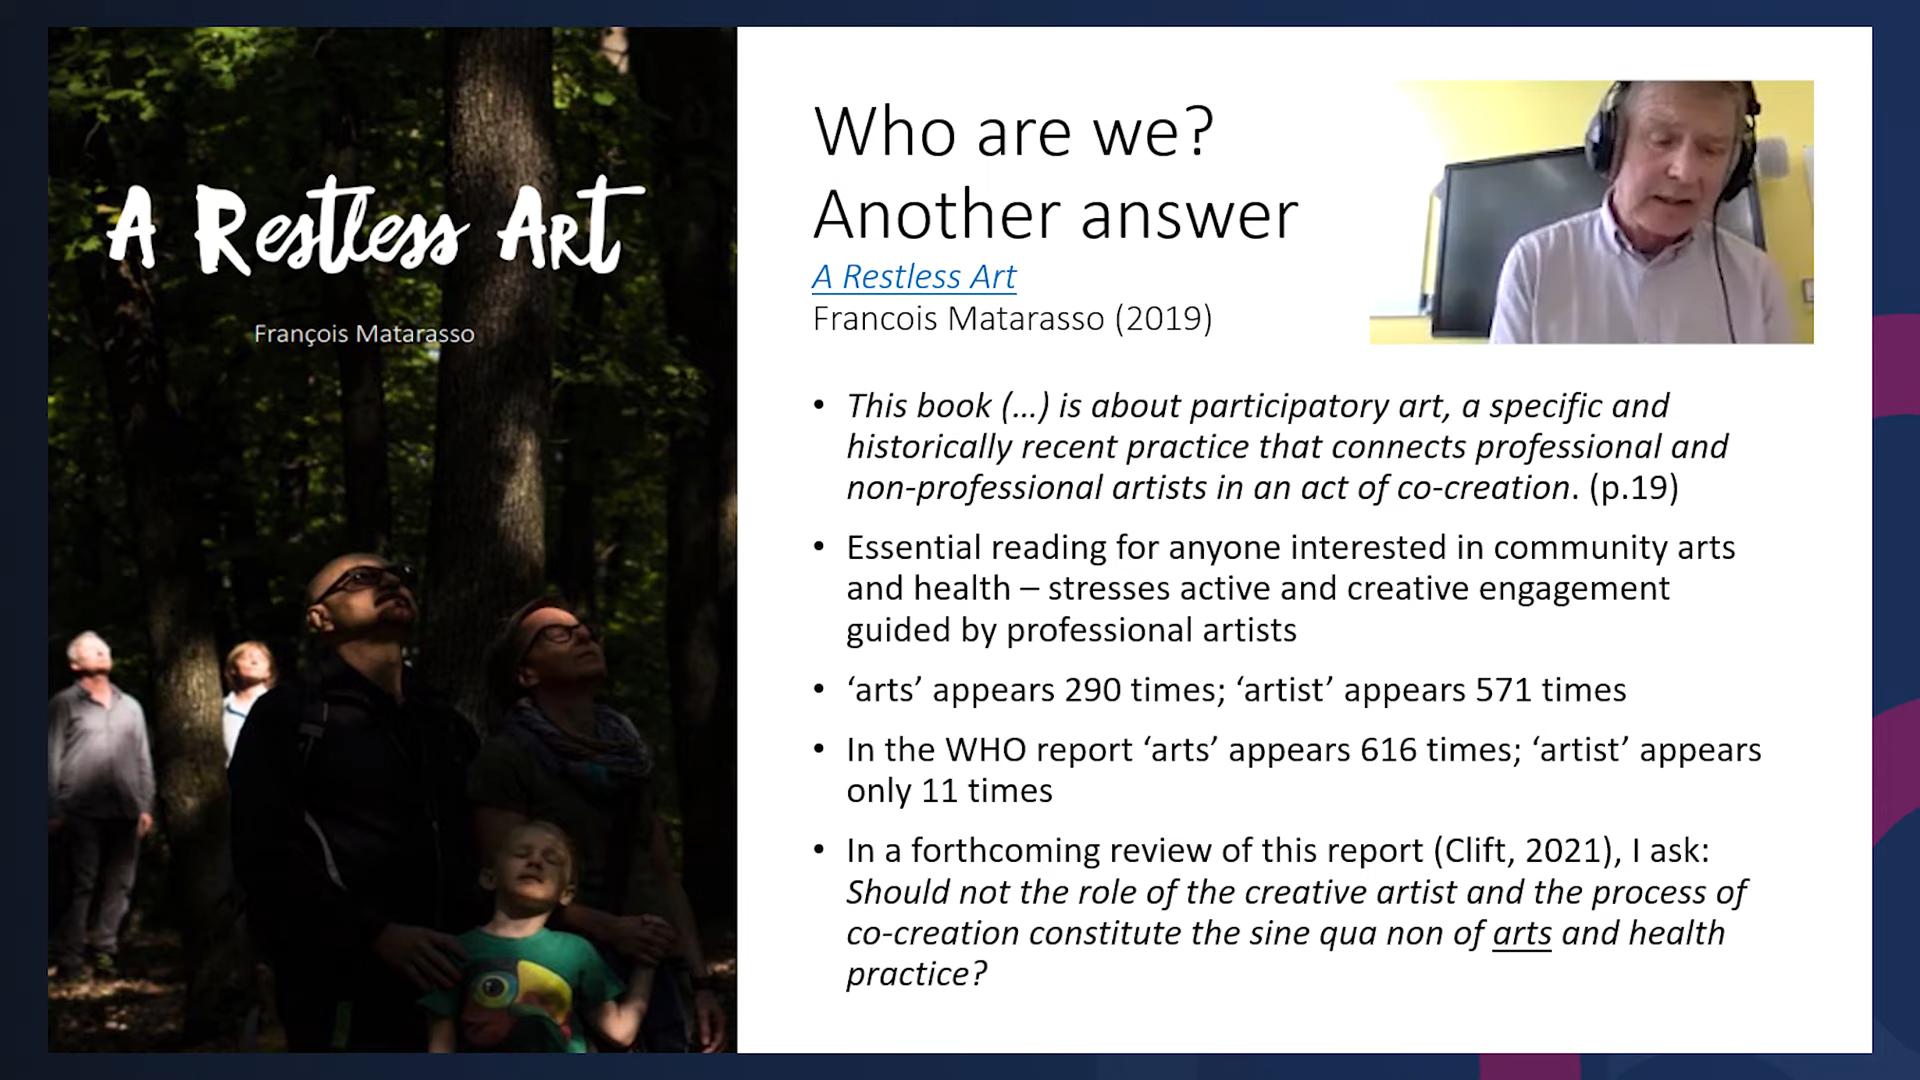 A Restless Art
François Matarasso
Who are we?
Another answer
A Restless Art
Francois Matarasso (2019)
• This book (…) is about participatory art, a specific and
historically recent practice that connects professional and
non-professional artists in an act of co-creation. (p.19)
• Essential reading for anyone interested in community arts
and health – stresses active and creative engagement
guided by professional artists
• ‘arts’ appears 290 times; ‘artist’ appears 571 times
• In the WHO report ‘arts’ appears 616 times; ‘artist’ appears
only 11 times
• In a forthcoming review of this report (Clift, 2021), I ask:
Should not the role of the creative artist and the process of
co-creation constitute the sine qua non of arts and health
practice?